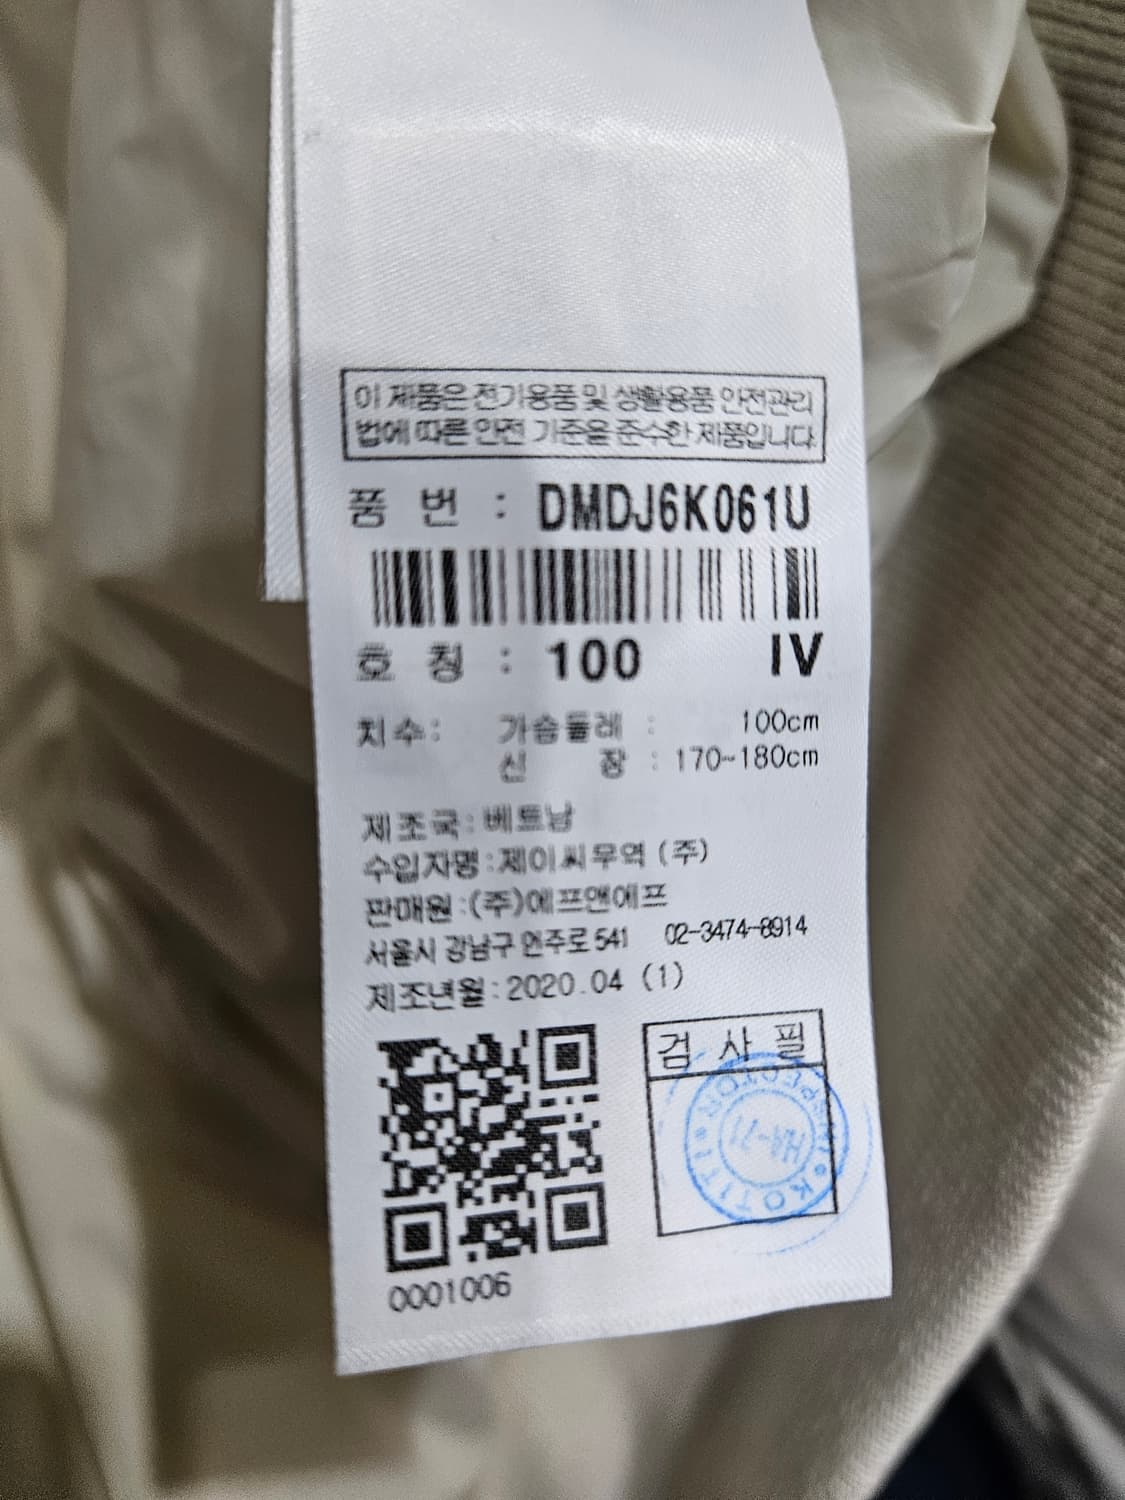 이 제품은 전기용품 및 생활용품 안전관리
법에 따른 안전 기준을 준수한 제품입니다.
품 번 : DMDJ6K061U
호 칭 : 100 IV
치수: 가슴둘레 : 100cm
신 장 : 170~180cm
제조국: 베트남
수입자명 : 제이씨무역 (주)
판매원 :(주)에프앤에프
서울시 강남구 언주로 541 02-3474-8914
제조년월 : 2020.04 (1)
검 사 필
INSPECTOR • KOTITI •
HA-71
0001006